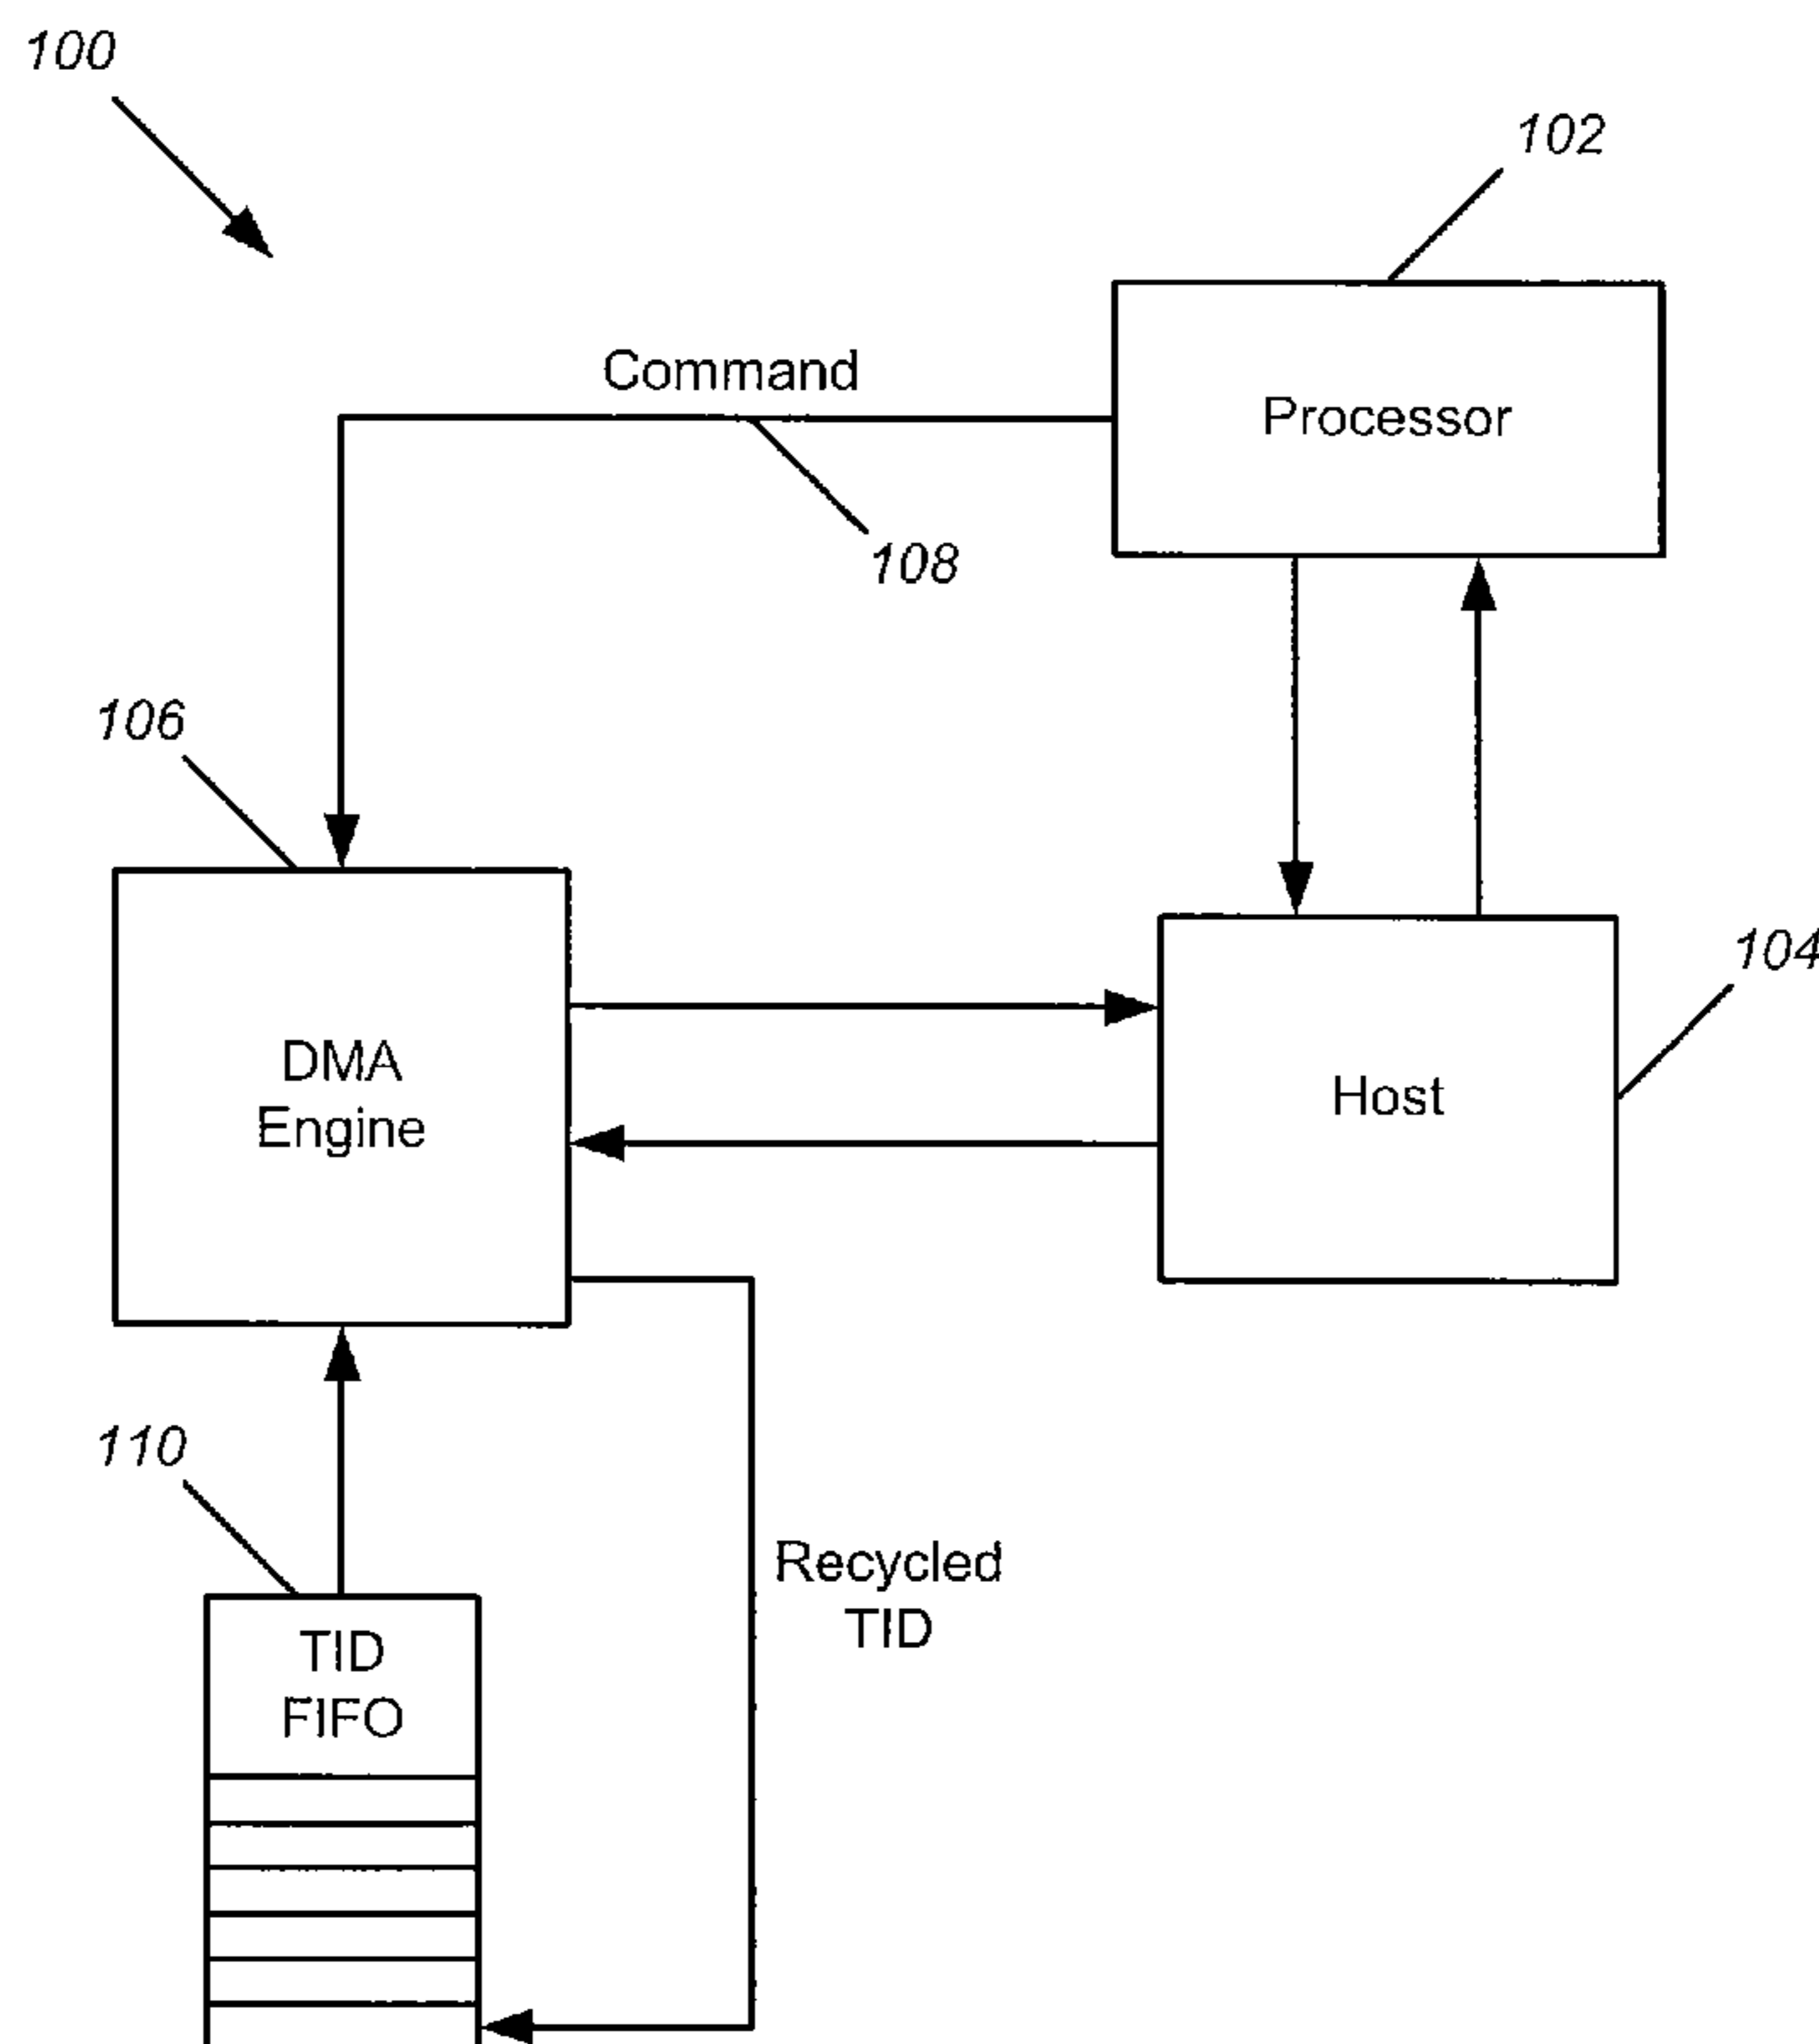 100
102
Command
Processor
108
106
104
DMA
Engine
Host
110
Recycled
TID
TID
FIFO